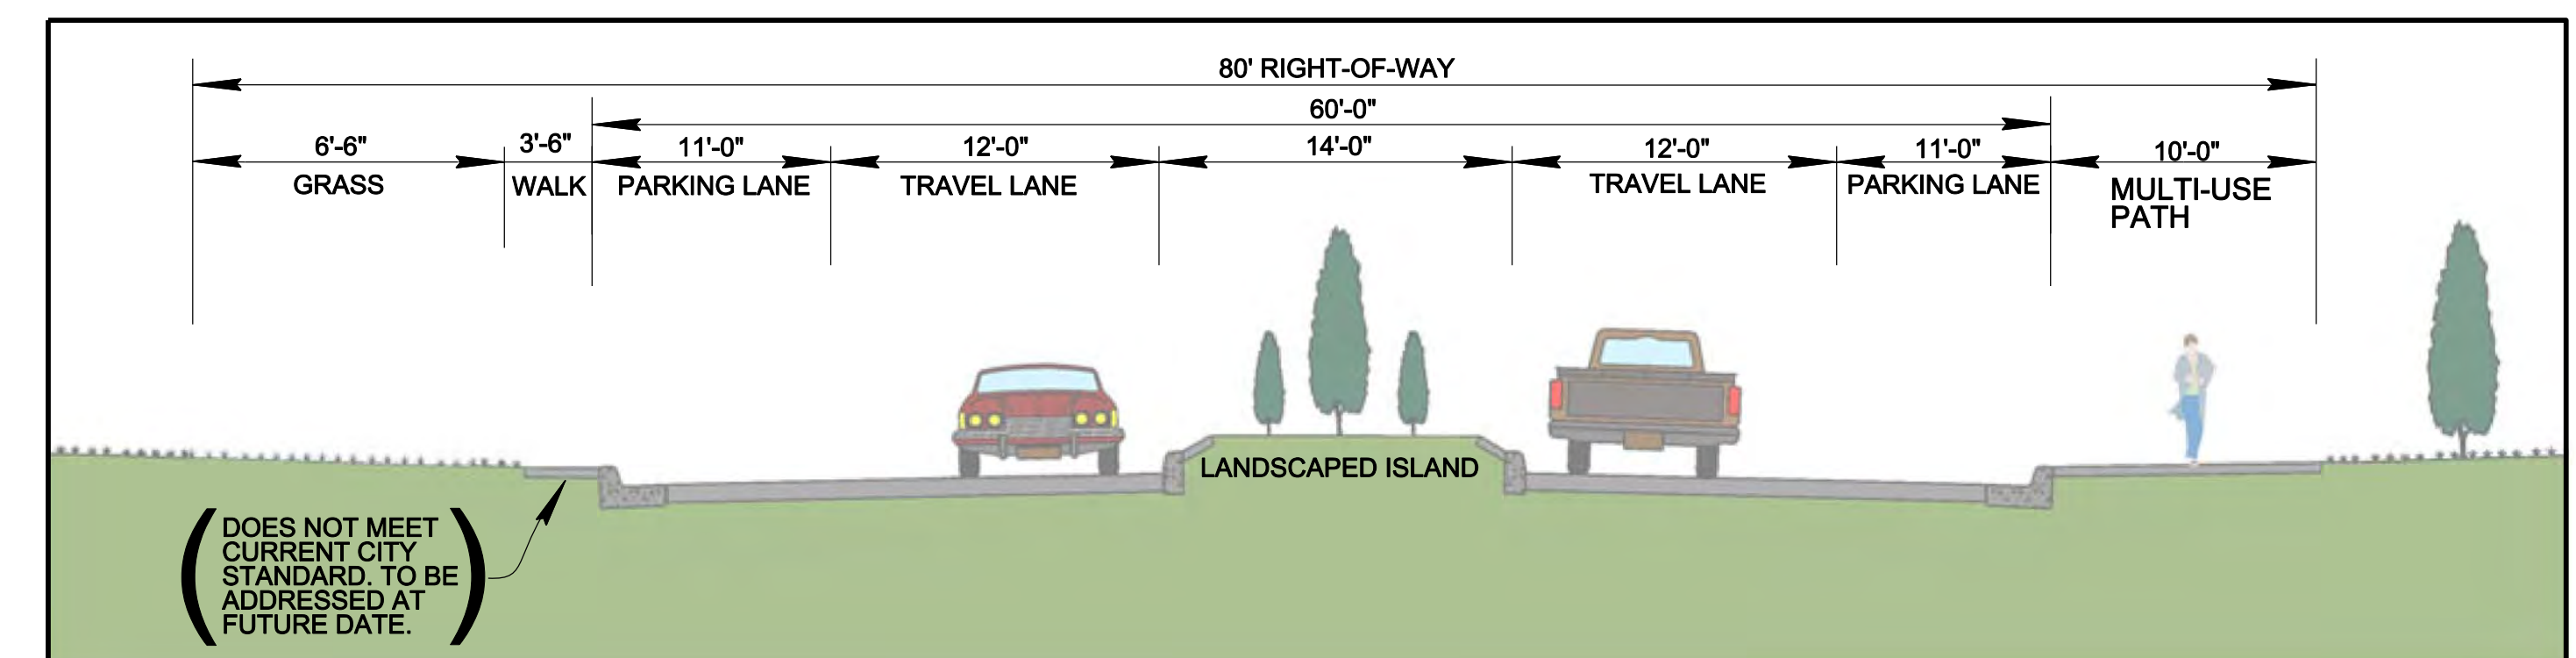 80' RIGHT-OF-WAY
60'-0"
6'-6" 3'-6" 11'-0" 12'-0" 14'-0" 12'-0" 11'-0" 10'-0"
GRASS WALK PARKING LANE TRAVEL LANE TRAVEL LANE PARKING LANE MULTI-USE
PATH
LANDSCAPED ISLAND
DOES NOT MEET
CURRENT CITY
STANDARD. TO BE
ADDRESSED AT
FUTURE DATE.